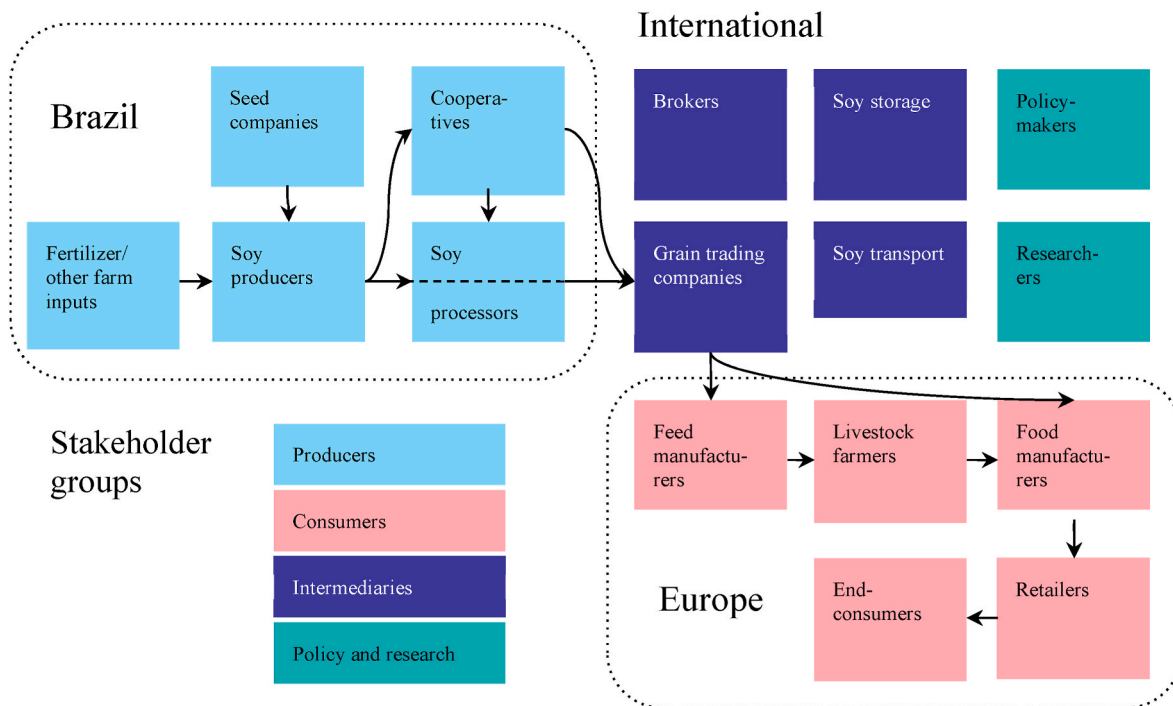 International
Brazil
Seed
companies
Coopera-
tives
Brokers
Soy storage
Policy-
makers
Fertilizer/
other farm
inputs
Soy
producers
Soy
processors
Grain trading
companies
Soy transport
Research-
ers
Stakeholder
groups
Producers
Consumers
Intermediaries
Policy and research
Feed
manufactu-
rers
Livestock
farmers
Food
manufactu-
rers
Europe
End-
consumers
Retailers